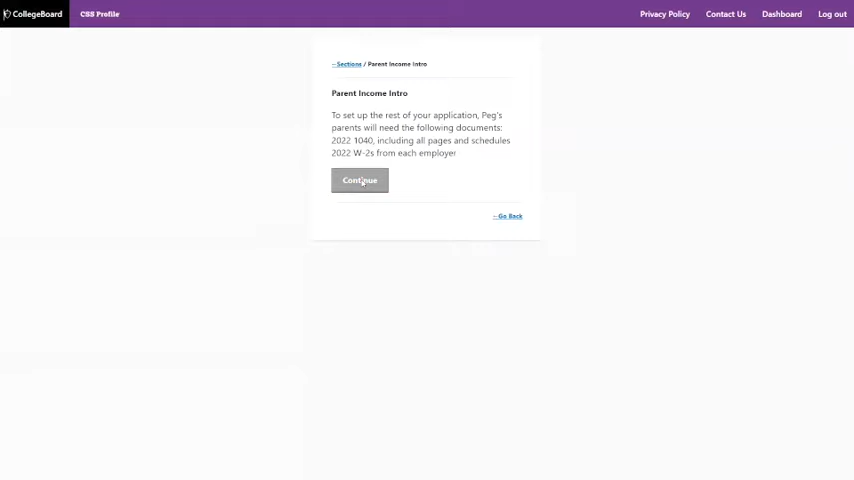 CollegeBoard CSS Profile Privacy Policy Contact Us Dashboard Log out
←Sections / Parent Income Intro
Parent Income Intro
To set up the rest of your application, Peg's
parents will need the following documents:
2022 1040, including all pages and schedules
2022 W-2s from each employer
Continue
←Go Back